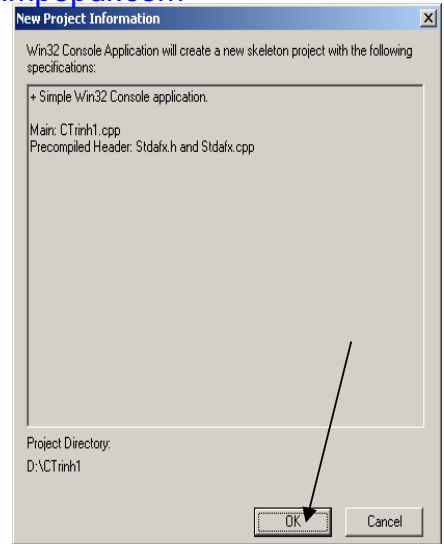 New Project Information
Win32 Console Application will create a new skeleton project with the following
specifications:
+ Simple Win32 Console application.
Main: CTrinh1.cpp
Precompiled Header: Stdafx.h and Stdafx.cpp
Project Directory:
D:\CTrinh1
OK Cancel